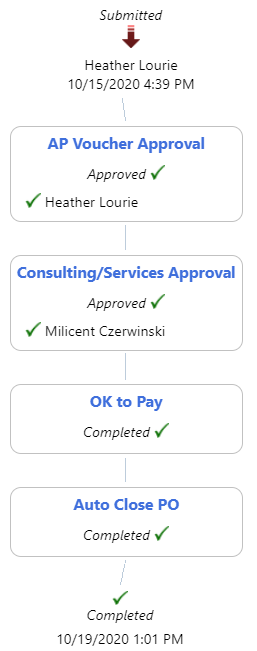 Submitted
Heather Lourie
10/15/2020 4:39 PM
AP Voucher Approval
Approved
Heather Lourie
Consulting/Services Approval
Approved
Milicent Czerwinski
OK to Pay
Completed
Auto Close PO
Completed
Completed
10/19/2020 1:01 PM